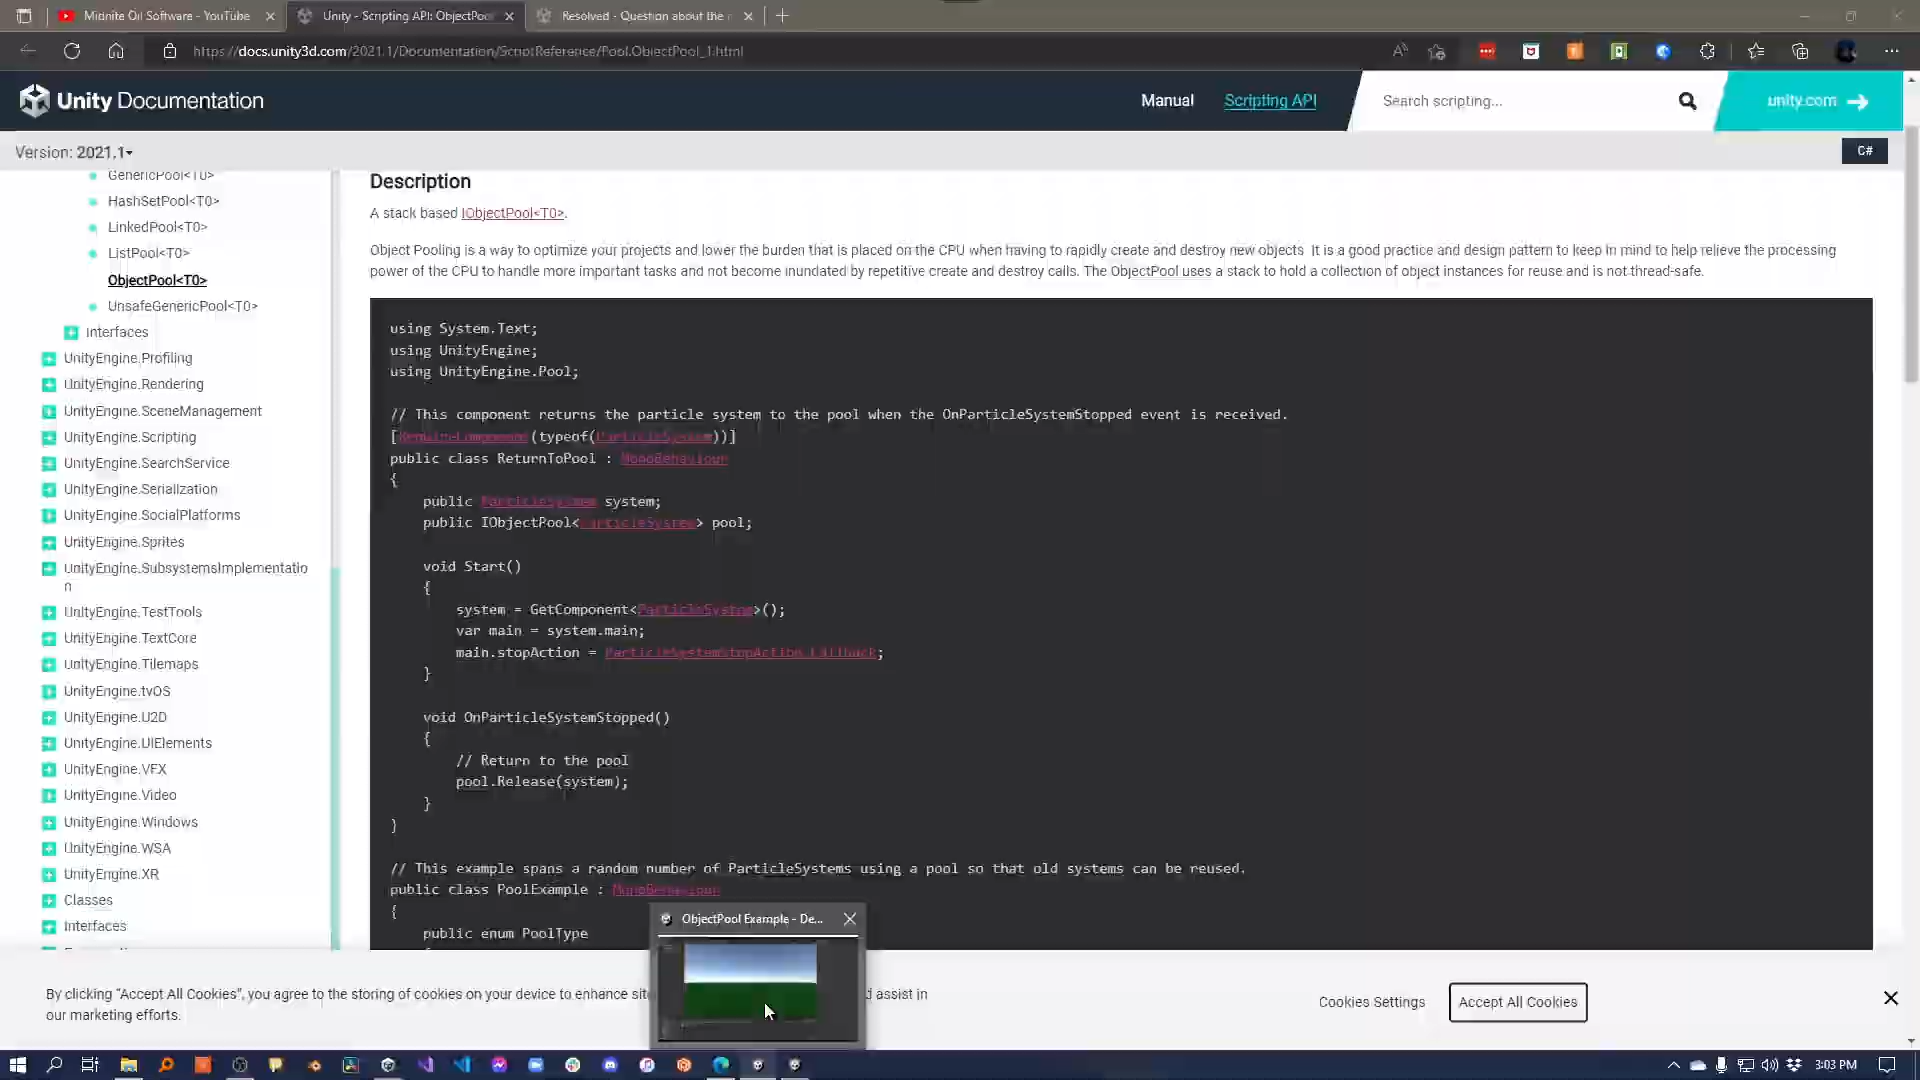 Midnite Oil Software - YouTube
Unity - Scripting API: ObjectPoo
Resolved - Question about the n
https://docs.unity3d.com/2021.1/Documentation/ScriptReference/Pool.ObjectPool_1.html
Unity Documentation
Manual
Scripting API
Search scripting...
unity.com
Version: 2021.1
C#
GenericPool<T0>
HashSetPool<T0>
LinkedPool<T0>
ListPool<T0>
ObjectPool<T0>
UnsafeGenericPool<T0>
Interfaces
UnityEngine.Profiling
UnityEngine.Rendering
UnityEngine.SceneManagement
UnityEngine.Scripting
UnityEngine.SearchService
UnityEngine.Serialization
UnityEngine.SocialPlatforms
UnityEngine.Sprites
UnityEngine.SubsystemsImplementatio
n
UnityEngine.TestTools
UnityEngine.TextCore
UnityEngine.Tilemaps
UnityEngine.tvOS
UnityEngine.U2D
UnityEngine.UIElements
UnityEngine.VFX
UnityEngine.Video
UnityEngine.Windows
UnityEngine.WSA
UnityEngine.XR
Classes
Interfaces
Description
A stack based IObjectPool<T0>.
Object Pooling is a way to optimize your projects and lower the burden that is placed on the CPU when having to rapidly create and destroy new objects. It is a good practice and design pattern to keep in mind to help relieve the processing
power of the CPU to handle more important tasks and not become inundated by repetitive create and destroy calls. The ObjectPool uses a stack to hold a collection of object instances for reuse and is not thread-safe.
using System.Text;
using UnityEngine;
using UnityEngine.Pool;
// This component returns the particle system to the pool when the OnParticleSystemStopped event is received.
[RequireComponent(typeof(ParticleSystem))]
public class ReturnToPool : MonoBehaviour
{
public ParticleSystem system;
public IObjectPool<ParticleSystem> pool;
void Start()
{
system = GetComponent<ParticleSystem>();
var main = system.main;
main.stopAction = ParticleSystemStopAction.Callback;
}
void OnParticleSystemStopped()
{
// Return to the pool
pool.Release(system);
}
}
// This example spans a random number of ParticleSystems using a pool so that old systems can be reused.
public class PoolExample : MonoBehaviour
{
public enum PoolType
ObjectPool Example - De...
By clicking "Accept All Cookies", you agree to the storing of cookies on your device to enhance sit
d assist in
our marketing efforts.
Cookies Settings
Accept All Cookies
3:03 PM